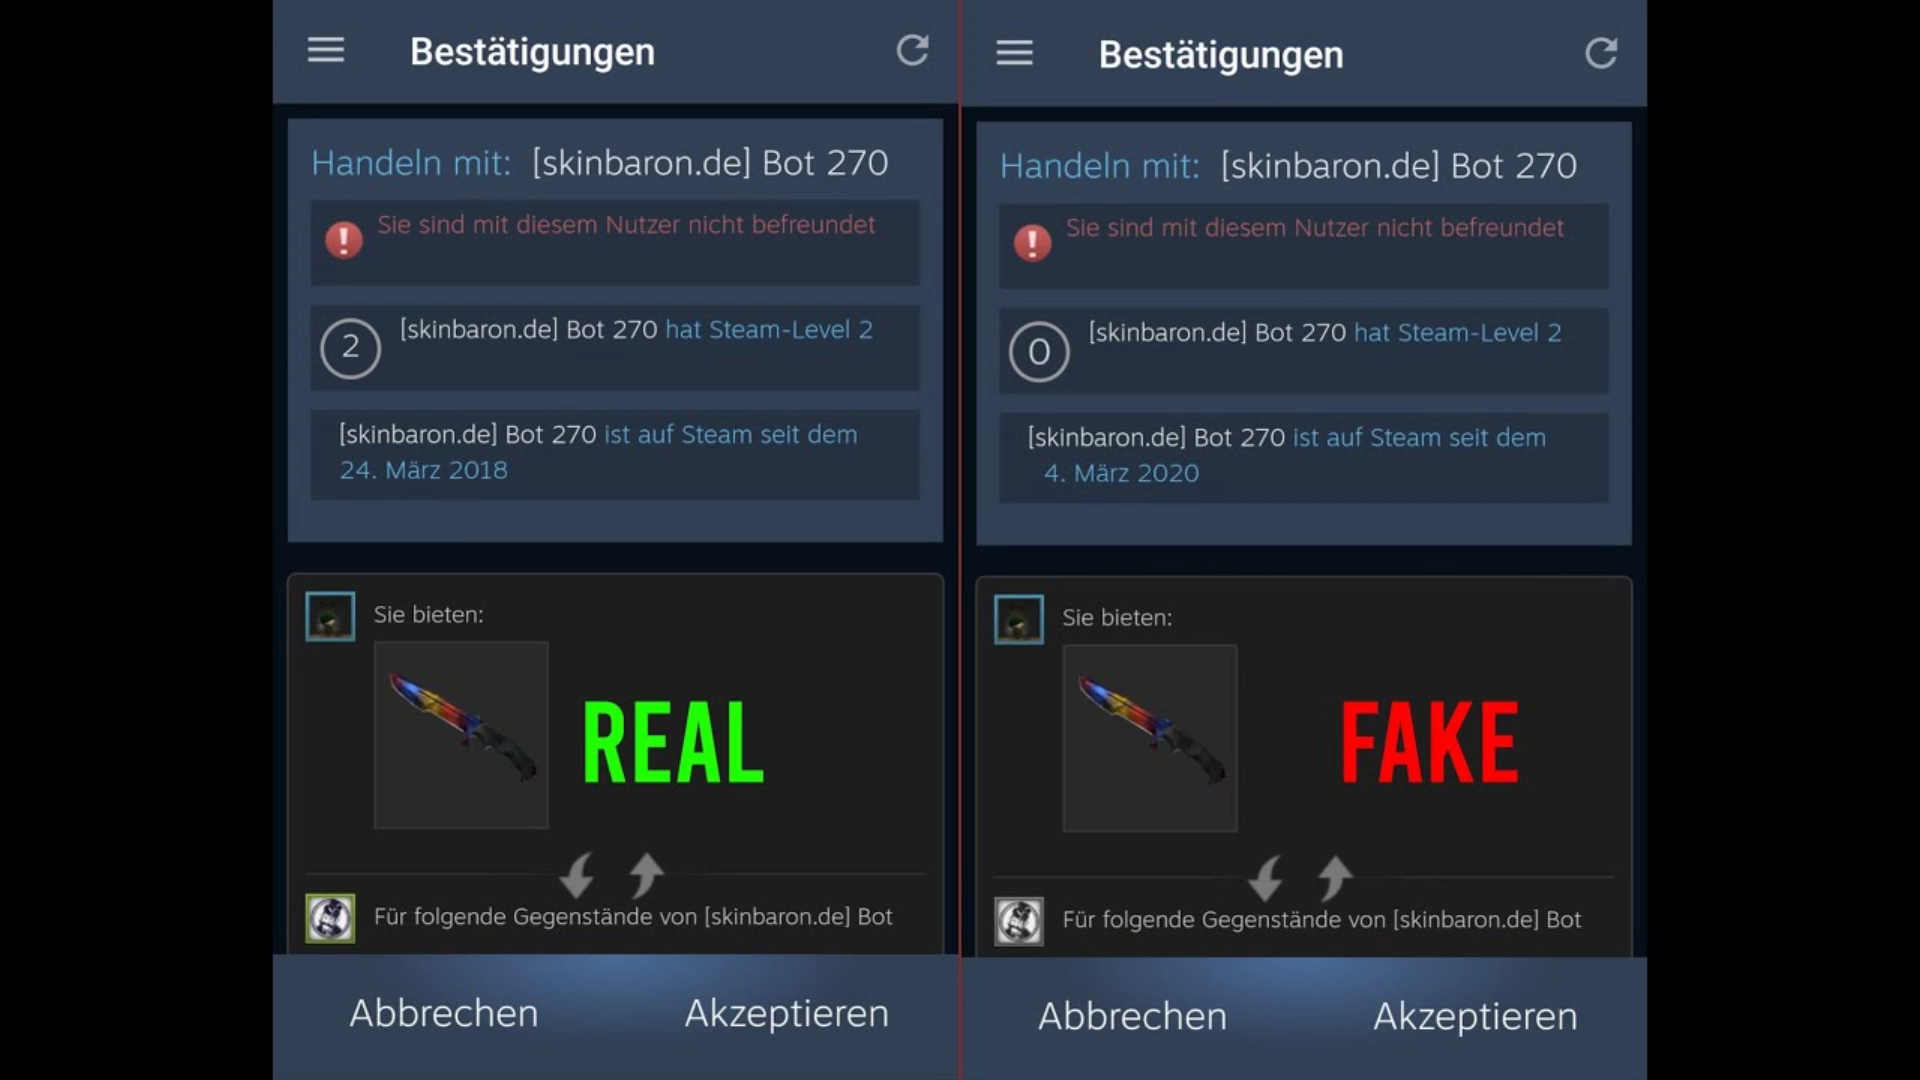 Bestätigungen
Handeln mit: [skinbaron.de] Bot 270
Sie sind mit diesem Nutzer nicht befreundet
2
[skinbaron.de] Bot 270 hat Steam-Level 2
[skinbaron.de] Bot 270 ist auf Steam seit dem
24. März 2018
Sie bieten:
REAL
Für folgende Gegenstände von [skinbaron.de] Bot
Abbrechen Akzeptieren
Bestätigungen
Handeln mit: [skinbaron.de] Bot 270
Sie sind mit diesem Nutzer nicht befreundet
0
[skinbaron.de] Bot 270 hat Steam-Level 2
[skinbaron.de] Bot 270 ist auf Steam seit dem
4. März 2020
Sie bieten:
FAKE
Für folgende Gegenstände von [skinbaron.de] Bot
Abbrechen Akzeptieren